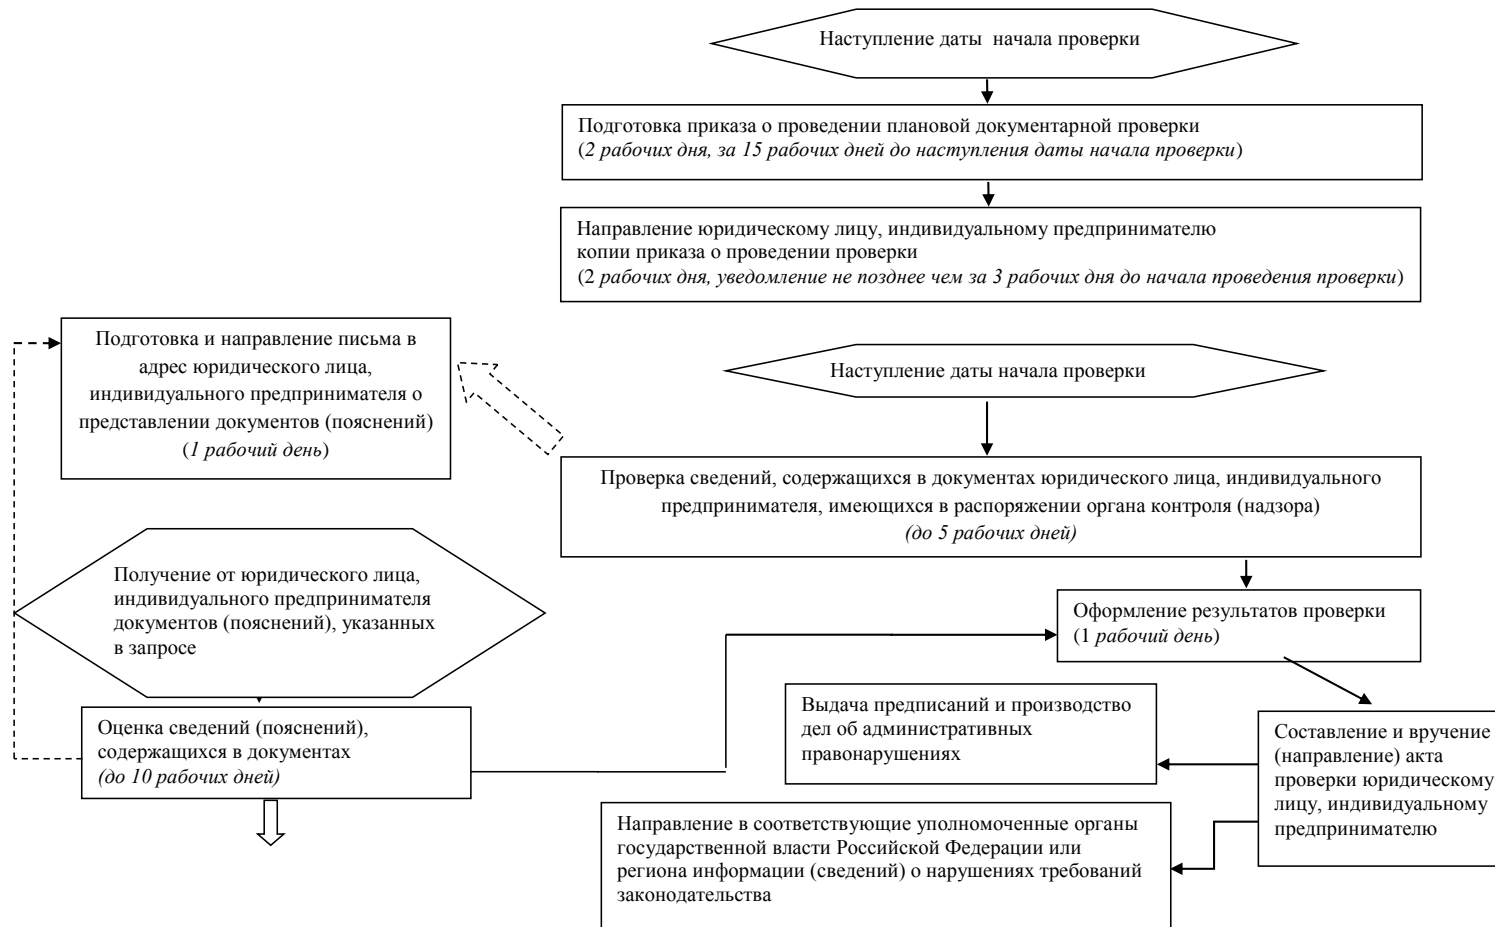 Наступление даты  начала проверки
Подготовка приказа о проведении плановой документарной проверки
(2 рабочих дня, за 15 рабочих дней до наступления даты начала проверки)
Направление юридическому лицу, индивидуальному предпринимателю
копии приказа о проведении проверки
(2 рабочих дня, уведомление не позднее чем за 3 рабочих дня до начала проведения проверки)
Подготовка и направление письма в
адрес юридического лица,
индивидуального предпринимателя о
представлении документов (пояснений)
(1 рабочий день)
Наступление даты начала проверки
Проверка сведений, содержащихся в документах юридического лица, индивидуального
предпринимателя, имеющихся в распоряжении органа контроля (надзора)
(до 5 рабочих дней)
Получение от юридического лица,
индивидуального предпринимателя
документов (пояснений), указанных
в запросе
Оформление результатов проверки
(1 рабочий день)
Оценка сведений (пояснений),
содержащихся в документах
(до 10 рабочих дней)
Выдача предписаний и производство
дел об административных
правонарушениях
Составление и вручение
(направление) акта
проверки юридическому
лицу, индивидуальному
предпринимателю
Направление в соответствующие уполномоченные органы
государственной власти Российской Федерации или
региона информации (сведений) о нарушениях требований
законодательства